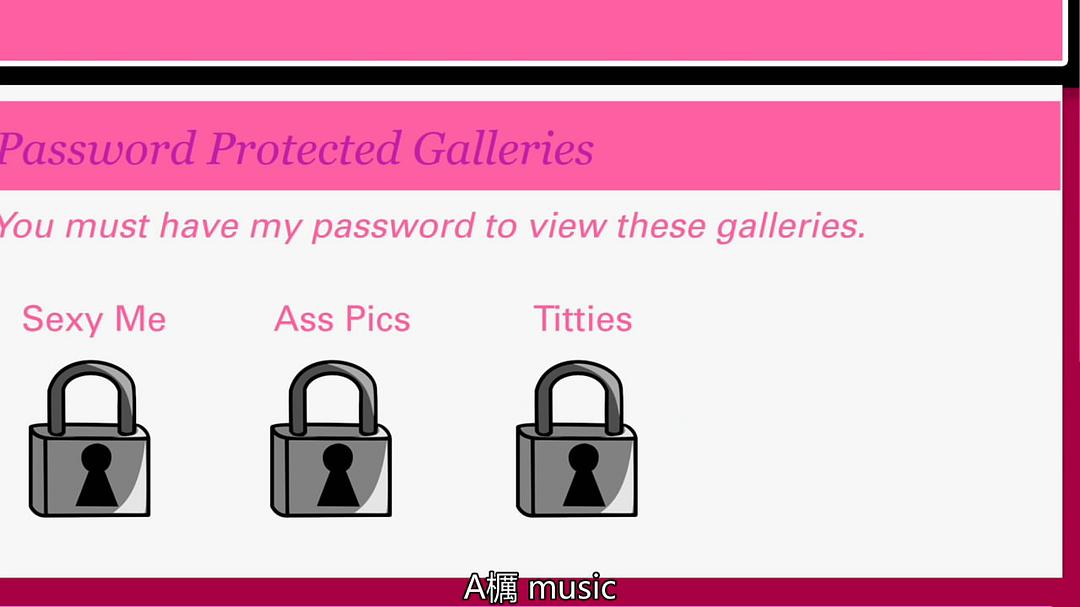 Password Protected Galleries
You must have my password to view these galleries.
Sexy Me Ass Pics Titties
A櫔 music